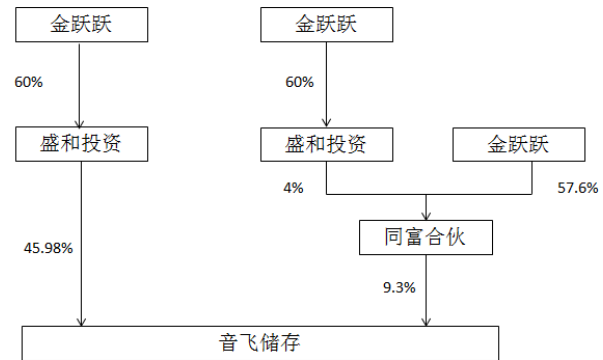 金跃跃
金跃跃
60%
60%
盛和投资
盛和投资
金跃跃
4%
57.6%
同富合伙
45.98%
9.3%
音飞储存